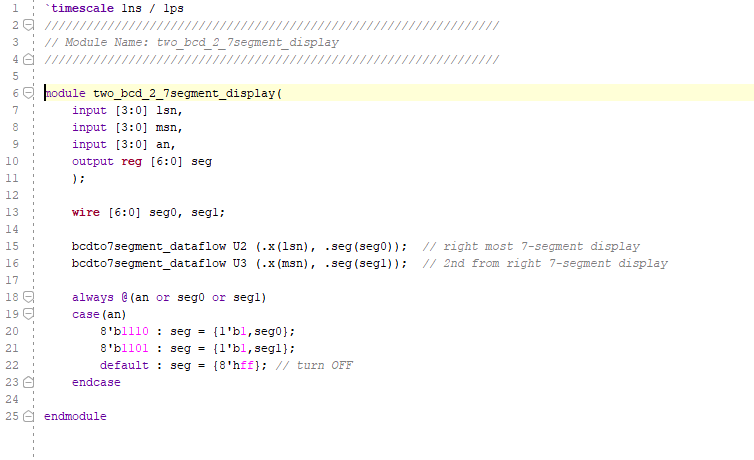 1 `timescale 1ns / 1ps
2 /////////////////////////////////////////////////////////////////
3 // Module Name: two_bcd_2_7segment_display
4 /////////////////////////////////////////////////////////////////
5
6 module two_bcd_2_7segment_display(
7 input [3:0] lsn,
8 input [3:0] msn,
9 input [3:0] an,
10 output reg [6:0] seg
11 );
12
13 wire [6:0] seg0, seg1;
14
15 bcdto7segment_dataflow U2 (.x(lsn), .seg(seg0)); // right most 7-segment display
16 bcdto7segment_dataflow U3 (.x(msn), .seg(seg1)); // 2nd from right 7-segment display
17
18 always @(an or seg0 or seg1)
19 case(an)
20 8'b1110 : seg = {1'b1,seg0};
21 8'b1101 : seg = {1'b1,seg1};
22 default : seg = {8'hff}; // turn OFF
23 endcase
24
25 endmodule